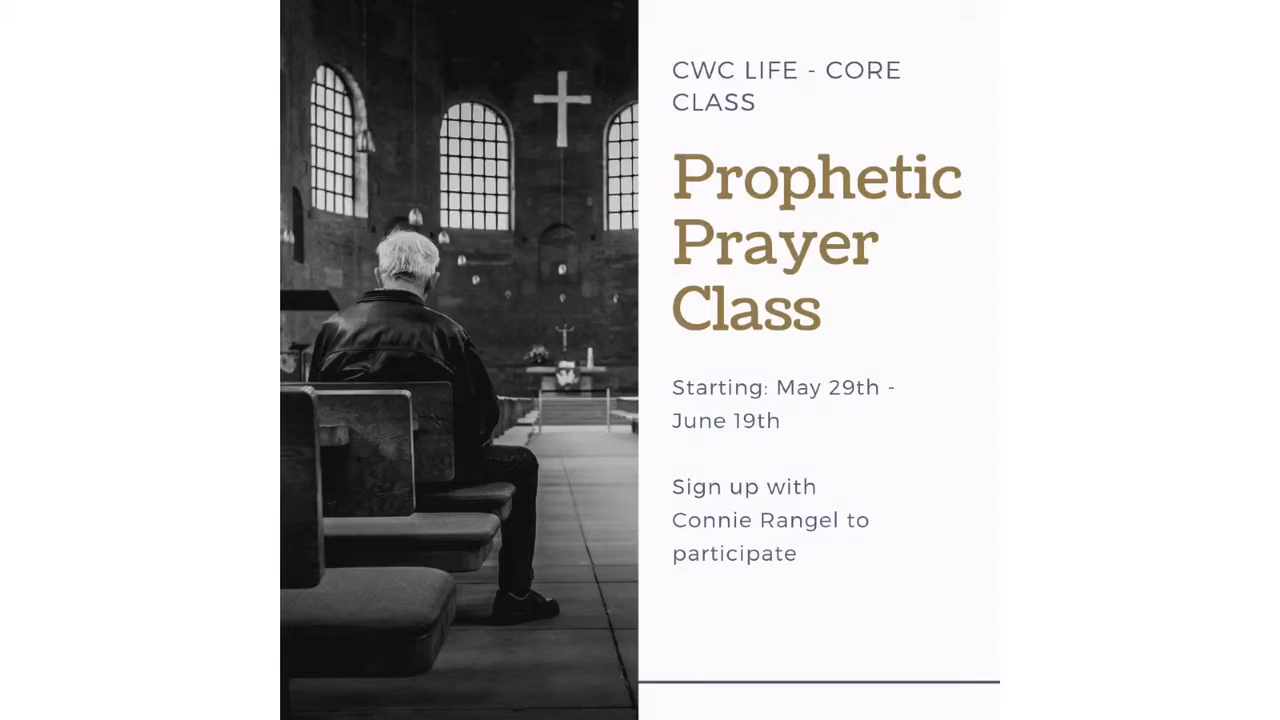 CWC LIFE - CORE
CLASS
Prophetic
Prayer
Class
Starting: May 29th -
June 19th
Sign up with
Connie Rangel to
participate